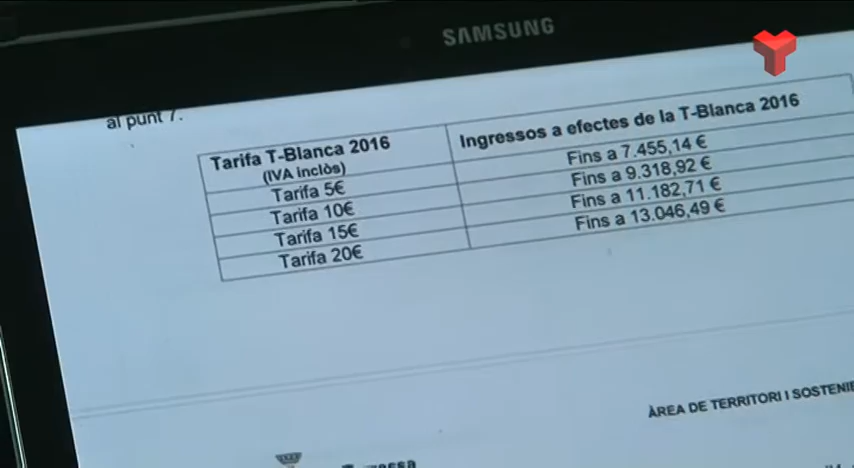 SAMSUNG
al punt 7.
Tarifa T-Blanca 2016
(IVA inclòs)
Ingressos a efectes de la T-Blanca 2016
Tarifa 5€
Fins a 7.455,14 €
Tarifa 10€
Fins a 9.318,92 €
Tarifa 15€
Fins a 11.182,71 €
Tarifa 20€
Fins a 13.046,49 €
ÀREA DE TERRITORI I